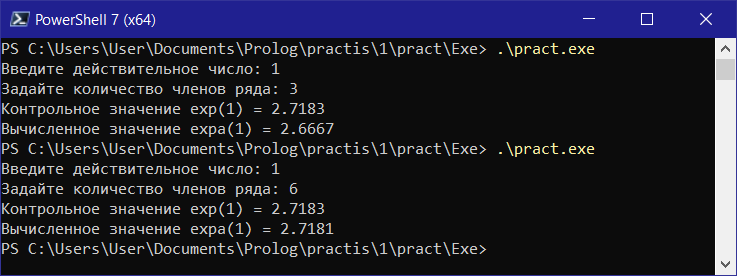 PowerShell 7 (x64)
PS C:\Users\User\Documents\Prolog\practis\1\pract\Exe> .\pract.exe
Введите действительное число: 1
Задайте количество членов ряда: 3
Контрольное значение exp(1) = 2.7183
Вычисленное значение expa(1) = 2.6667
PS C:\Users\User\Documents\Prolog\practis\1\pract\Exe> .\pract.exe
Введите действительное число: 1
Задайте количество членов ряда: 6
Контрольное значение exp(1) = 2.7183
Вычисленное значение expa(1) = 2.7181
PS C:\Users\User\Documents\Prolog\practis\1\pract\Exe>